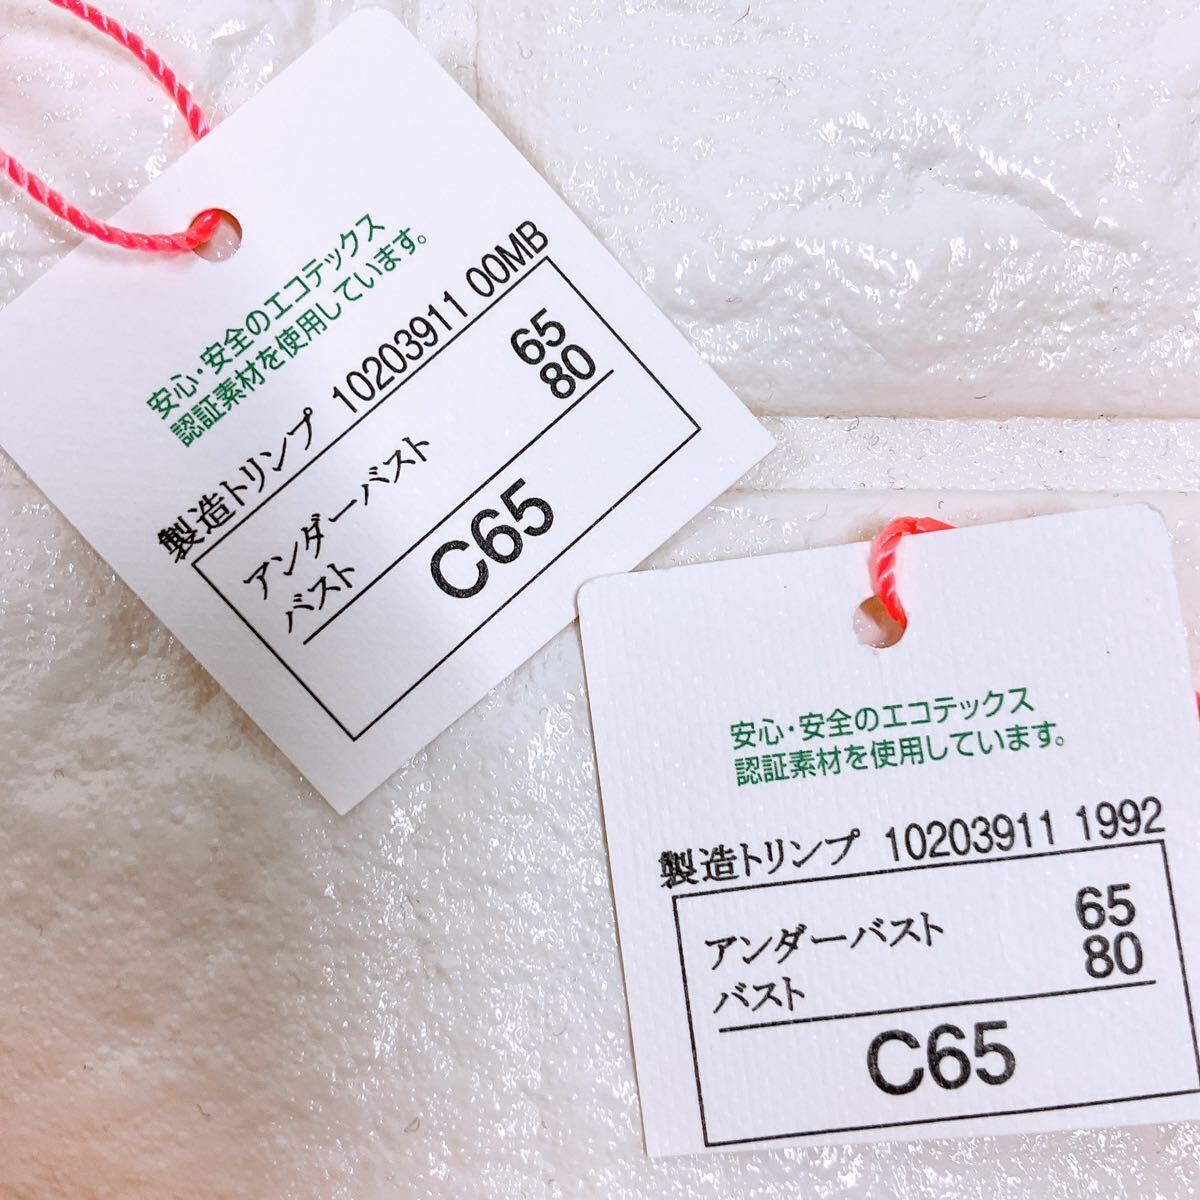 安心・安全のエコテックス
認証素材を使用しています。
製造トリンプ 10203911 00MB
アンダーバスト 65
バスト 80
C65
安心・安全のエコテックス
認証素材を使用しています。
製造トリンプ 10203911 1992
アンダーバスト 65
バスト 80
C65